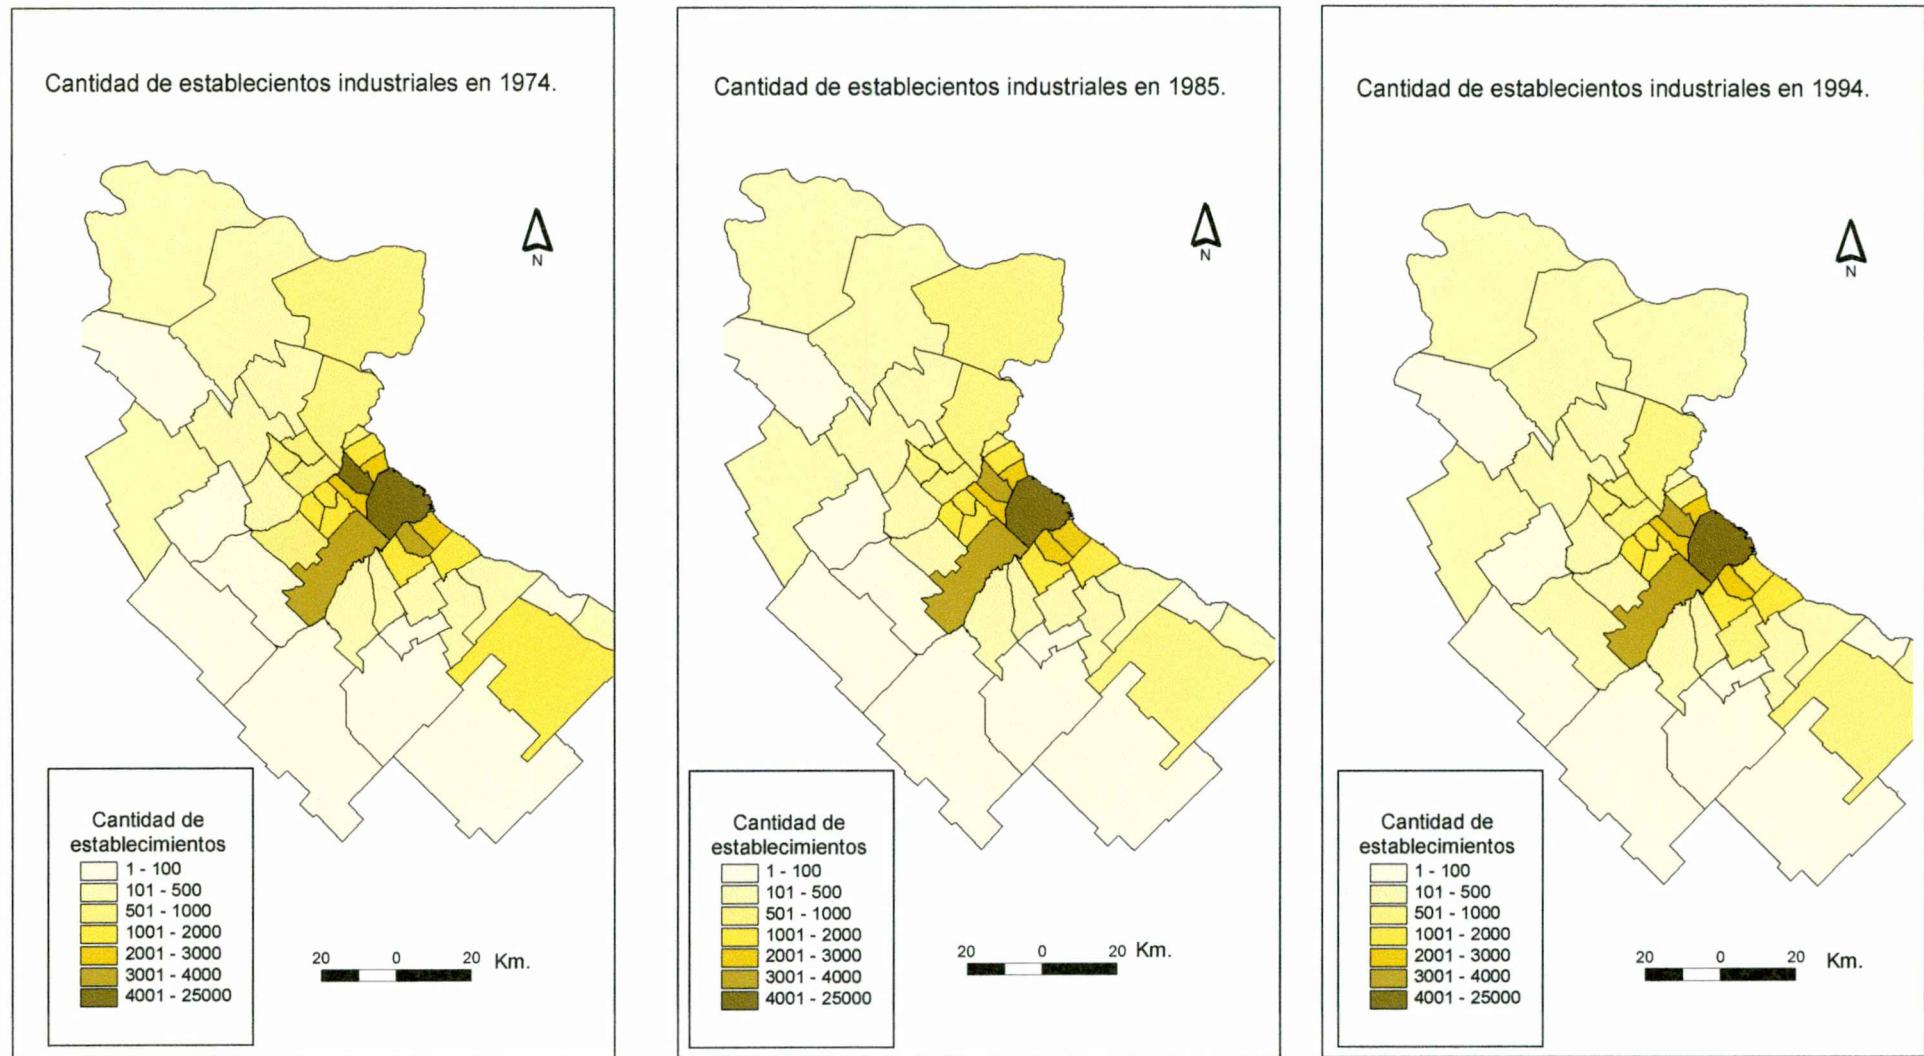 Cantidad de establecientos industriales en 1974.
N
Cantidad de
establecimientos
1 - 100
101 - 500
501 - 1000
1001 - 2000
2001 - 3000
3001 - 4000
4001 - 25000
20 0 20 Km.
Cantidad de establecientos industriales en 1985.
N
Cantidad de
establecimientos
1 - 100
101 - 500
501 - 1000
1001 - 2000
2001 - 3000
3001 - 4000
4001 - 25000
20 0 20 Km.
Cantidad de establecientos industriales en 1994.
N
Cantidad de
establecimientos
1 - 100
101 - 500
501 - 1000
1001 - 2000
2001 - 3000
3001 - 4000
4001 - 25000
20 0 20 Km.